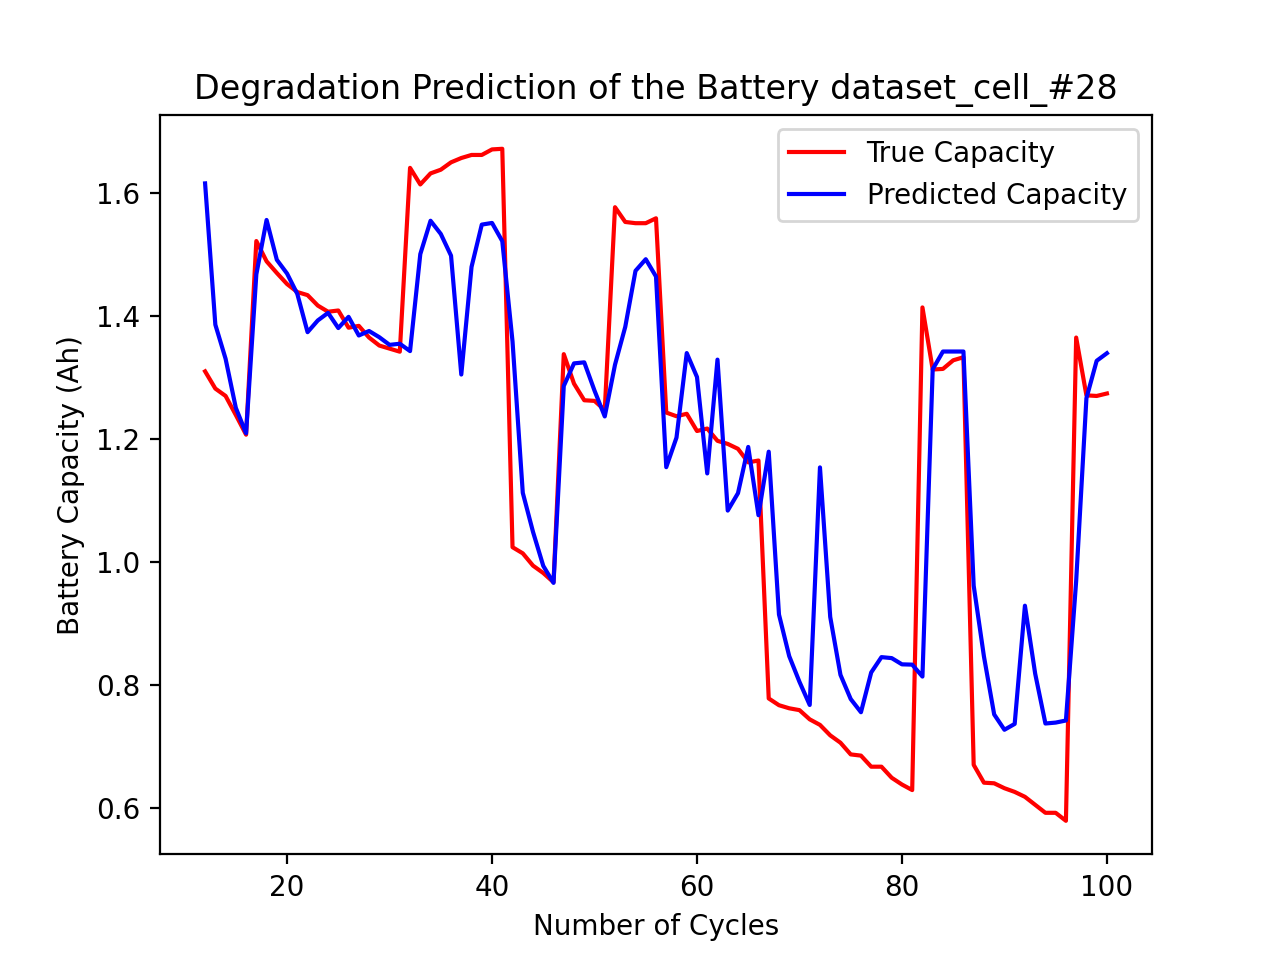 Degradation Prediction of the Battery dataset_cell_#28
True Capacity
Predicted Capacity
Battery Capacity (Ah)
1.6
1.4
1.2
1.0
0.8
0.6
20 40 60 80 100
Number of Cycles